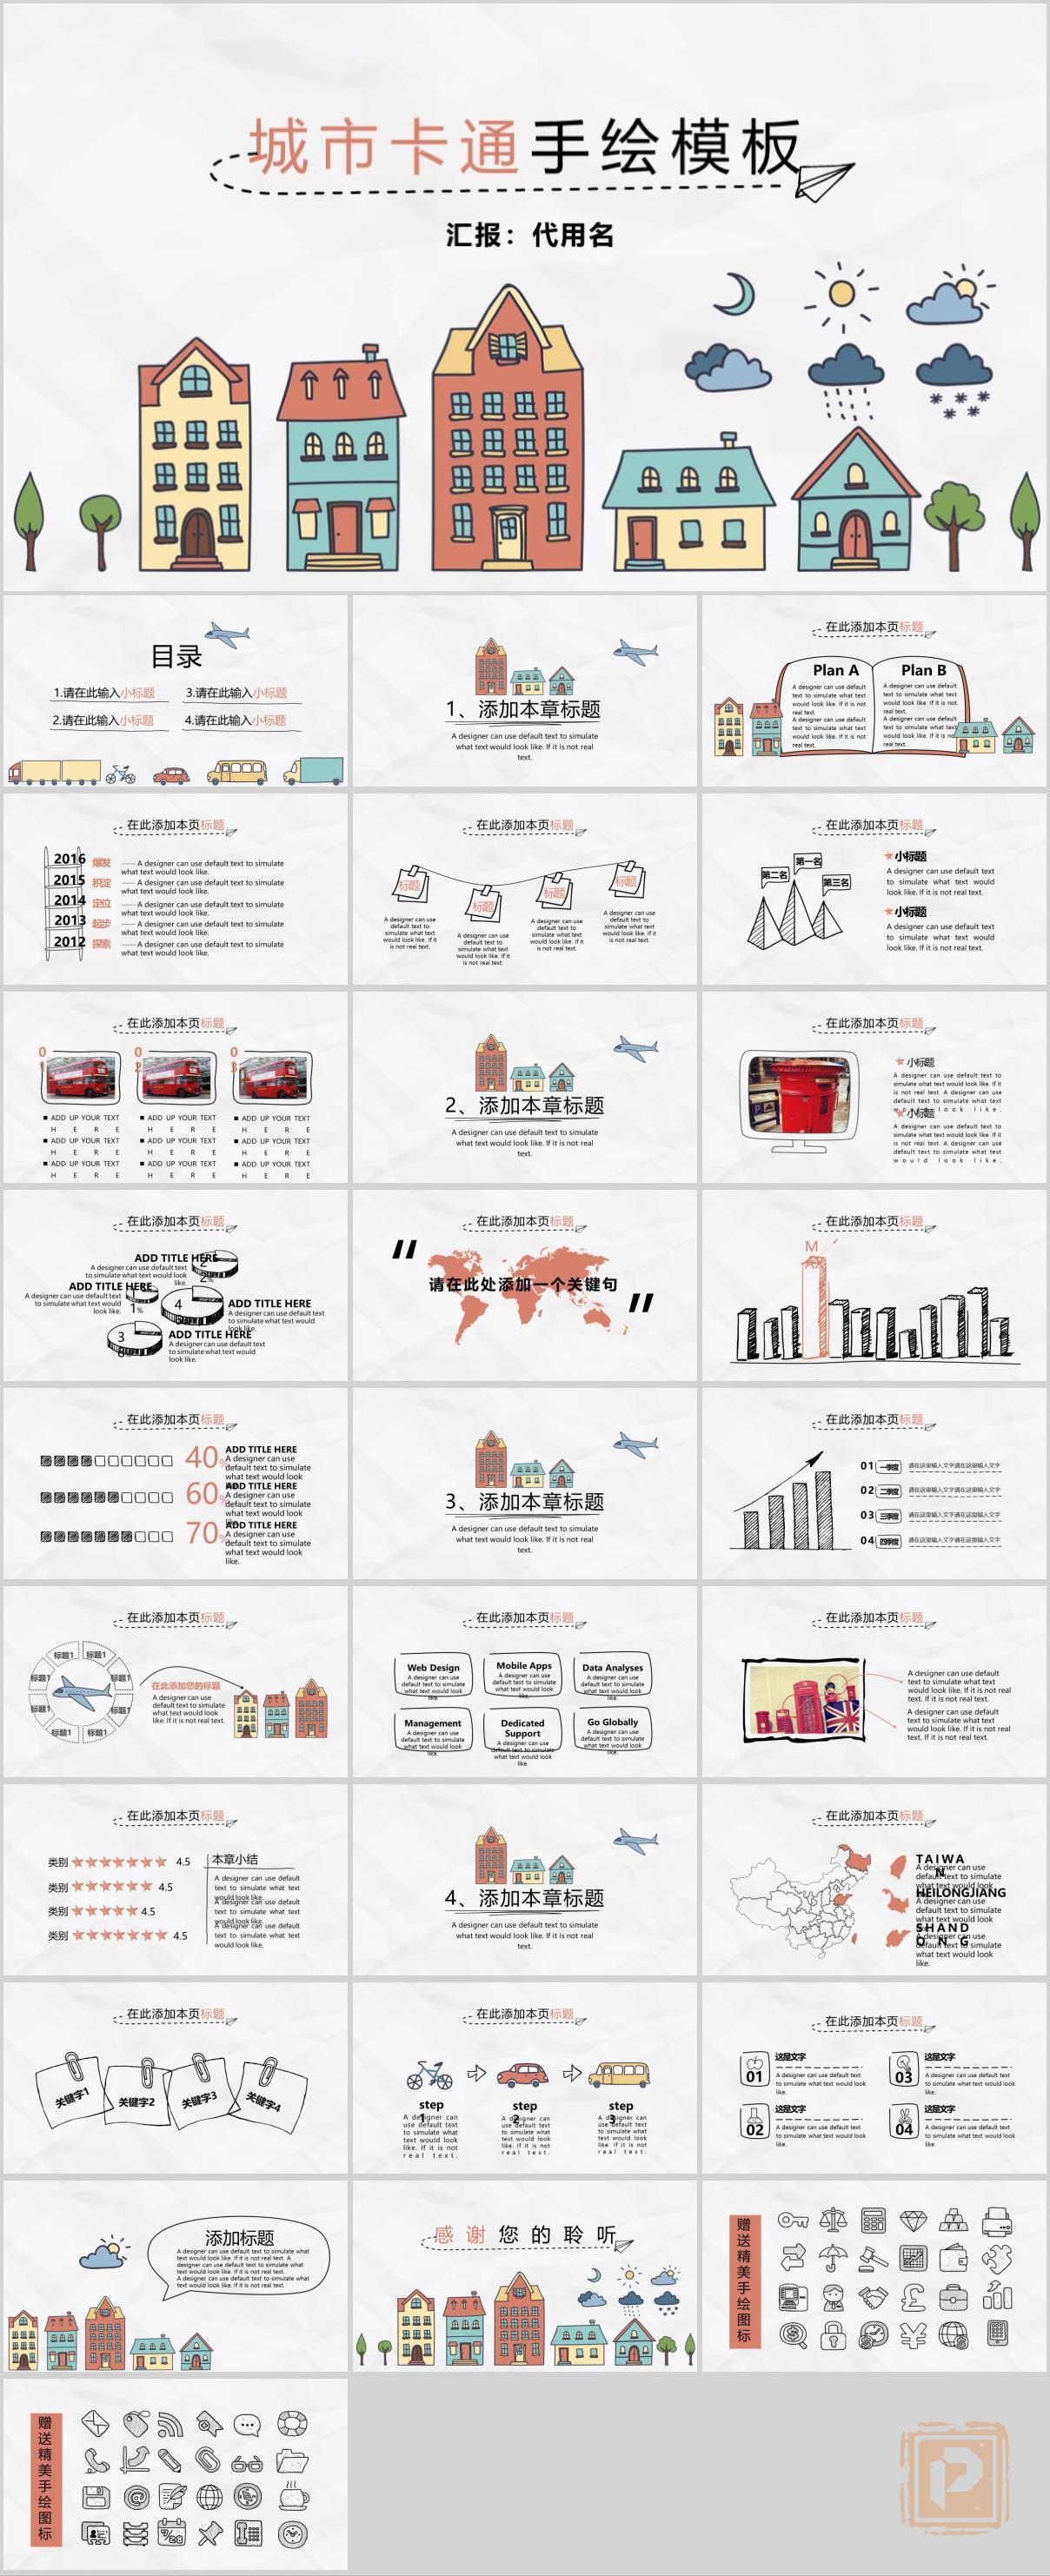 城市卡通手绘模板
汇报：代用名
目录
1.请在此输入小标题
3.请在此输入小标题
2.请在此输入小标题
4.请在此输入小标题
1、添加本章标题
A designer can use default text to simulate
what text would look like. If it is not real
text.
在此添加本页标题
Plan A
A designer can use default
text to simulate what text
would look like. If it is not
real text.
A designer can use default
text to simulate what text
would look like. If it is not
real text.
Plan B
A designer can use default
text to simulate what text
would look like. If it is not
real text.
A designer can use default
text to simulate what text
would look like. If it is not
real text.
在此添加本页标题
2016 爆发 A designer can use default text to simulate
what text would look like.
2015 积淀 A designer can use default text to simulate
what text would look like.
2014 定位 A designer can use default text to simulate
what text would look like.
2013 起步 A designer can use default text to simulate
what text would look like.
2012 探索 A designer can use default text to simulate
what text would look like.
在此添加本页标题
标题
标题
标题
标题
A designer can use
default text to
simulate what text
would look like. If it
is not real text.
A designer can use
default text to
simulate what text
would look like. If it
is not real text.
A designer can use
default text to
simulate what text
would look like. If it
is not real text.
A designer can use
default text to
simulate what text
would look like. If it
is not real text.
在此添加本页标题
第一名
第二名
第三名
小标题
A designer can use default text
to simulate what text would
look like. If it is not real text.
小标题
A designer can use default text
to simulate what text would
look like. If it is not real text.
在此添加本页标题
ADD UP YOUR TEXT
HERE
ADD UP YOUR TEXT
HERE
ADD UP YOUR TEXT
HERE
ADD UP YOUR TEXT
HERE
ADD UP YOUR TEXT
HERE
ADD UP YOUR TEXT
HERE
ADD UP YOUR TEXT
HERE
ADD UP YOUR TEXT
HERE
ADD UP YOUR TEXT
HERE
2、添加本章标题
A designer can use default text to simulate
what text would look like. If it is not real
text.
在此添加本页标题
小标题
A designer can use default text to
simulate what text would look like. If it
is not real text. A designer can use
default text to simulate what text
would look like.
小标题
A designer can use default text to
simulate what text would look like. If it
is not real text. A designer can use
default text to simulate what text
would look like.
在此添加本页标题
ADD TITLE HERE
A designer can use default text
to simulate what text would look
like.
ADD TITLE HERE
A designer can use default text
to simulate what text would
look like.
ADD TITLE HERE
A designer can use default text
to simulate what text would
look like.
ADD TITLE HERE
A designer can use default text
to simulate what text would
look like.
在此添加本页标题
请在此处添加一个关键句
在此添加本页标题
在此添加本页标题
40%
ADD TITLE HERE
A designer can use
default text to simulate
what text would look
60%
ADD TITLE HERE
A designer can use
default text to simulate
what text would look
70%
ADD TITLE HERE
A designer can use
default text to simulate
what text would look
like.
3、添加本章标题
A designer can use default text to simulate
what text would look like. If it is not real
text.
在此添加本页标题
01 一季度 请在这里输入文字请在这里输入文字
02 二季度 请在这里输入文字请在这里输入文字
03 三季度 请在这里输入文字请在这里输入文字
04 四季度 请在这里输入文字请在这里输入文字
在此添加本页标题
标题1
标题1
标题1
标题1
标题1
标题1
标题1
标题1
在此添加您的标题
A designer can use
default text to simulate
what text would look
like. If it is not real text.
在此添加本页标题
Web Design
A designer can use
default text to simulate
what text would look
like.
Mobile Apps
A designer can use
default text to simulate
what text would look
like.
Data Analyses
A designer can use
default text to simulate
what text would look
like.
Management
A designer can use
default text to simulate
what text would look
like.
Dedicated
Support
A designer can use
default text to simulate
what text would look
like.
Go Globally
A designer can use
default text to simulate
what text would look
like.
在此添加本页标题
A designer can use default
text to simulate what text
would look like. If it is not real
text. If it is not real text.
A designer can use default
text to simulate what text
would look like. If it is not real
text. If it is not real text.
在此添加本页标题
类别 4.5
类别 4.5
类别 4.5
类别 4.5
本章小结
A designer can use default
text to simulate what text
would look like.
A designer can use default
text to simulate what text
would look like.
A designer can use default
text to simulate what text
would look like.
4、添加本章标题
A designer can use default text to simulate
what text would look like. If it is not real
text.
在此添加本页标题
TAIWAN
A designer can use
default text to simulate
what text would look
HEILONGJIANG
A designer can use
default text to simulate
what text would look
SHANDONG
A designer can use
default text to simulate
what text would look
like.
在此添加本页标题
关键字1
关键字2
关键字3
关键字4
在此添加本页标题
step
1
A designer can
use default text
to simulate what
text would look
like. If it is not
real text.
step
2
A designer can
use default text
to simulate what
text would look
like. If it is not
real text.
step
3
A designer can
use default text
to simulate what
text would look
like. If it is not
real text.
在此添加本页标题
01
这是文字
A designer can use default text
to simulate what text would look
like.
03
这是文字
A designer can use default text
to simulate what text would look
like.
02
这是文字
A designer can use default text
to simulate what text would look
like.
04
这是文字
A designer can use default text
to simulate what text would look
like.
添加标题
A designer can use default text to simulate what
text would look like. If it is not real text. A
designer can use default text to simulate what
text would look like. If it is not real text.
A designer can use default text to simulate what
text would look like. If it is not real text.
感谢您的聆听
赠送精美手绘图标
赠送精美手绘图标